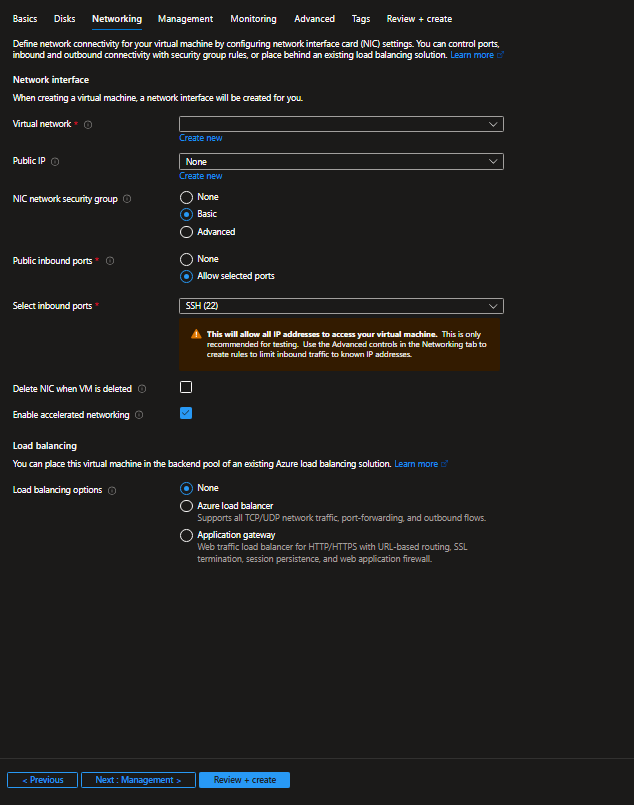 Basics Disks Networking Management Monitoring Advanced Tags Review + create
Define network connectivity for your virtual machine by configuring network interface card (NIC) settings. You can control ports,
inbound and outbound connectivity with security group rules, or place behind an existing load balancing solution. Learn more
Network interface
When creating a virtual machine, a network interface will be created for you.
Virtual network *
Create new
Public IP None
Create new
NIC network security group None
Basic
Advanced
Public inbound ports * None
Allow selected ports
Select inbound ports * SSH (22)
This will allow all IP addresses to access your virtual machine. This is only
recommended for testing. Use the Advanced controls in the Networking tab to
create rules to limit inbound traffic to known IP addresses.
Delete NIC when VM is deleted
Enable accelerated networking
Load balancing
You can place this virtual machine in the backend pool of an existing Azure load balancing solution. Learn more
Load balancing options None
Azure load balancer
Supports all TCP/UDP network traffic, port-forwarding, and outbound flows.
Application gateway
Web traffic load balancer for HTTP/HTTPS with URL-based routing, SSL
termination, session persistence, and web application firewall.
< Previous Next : Management > Review + create